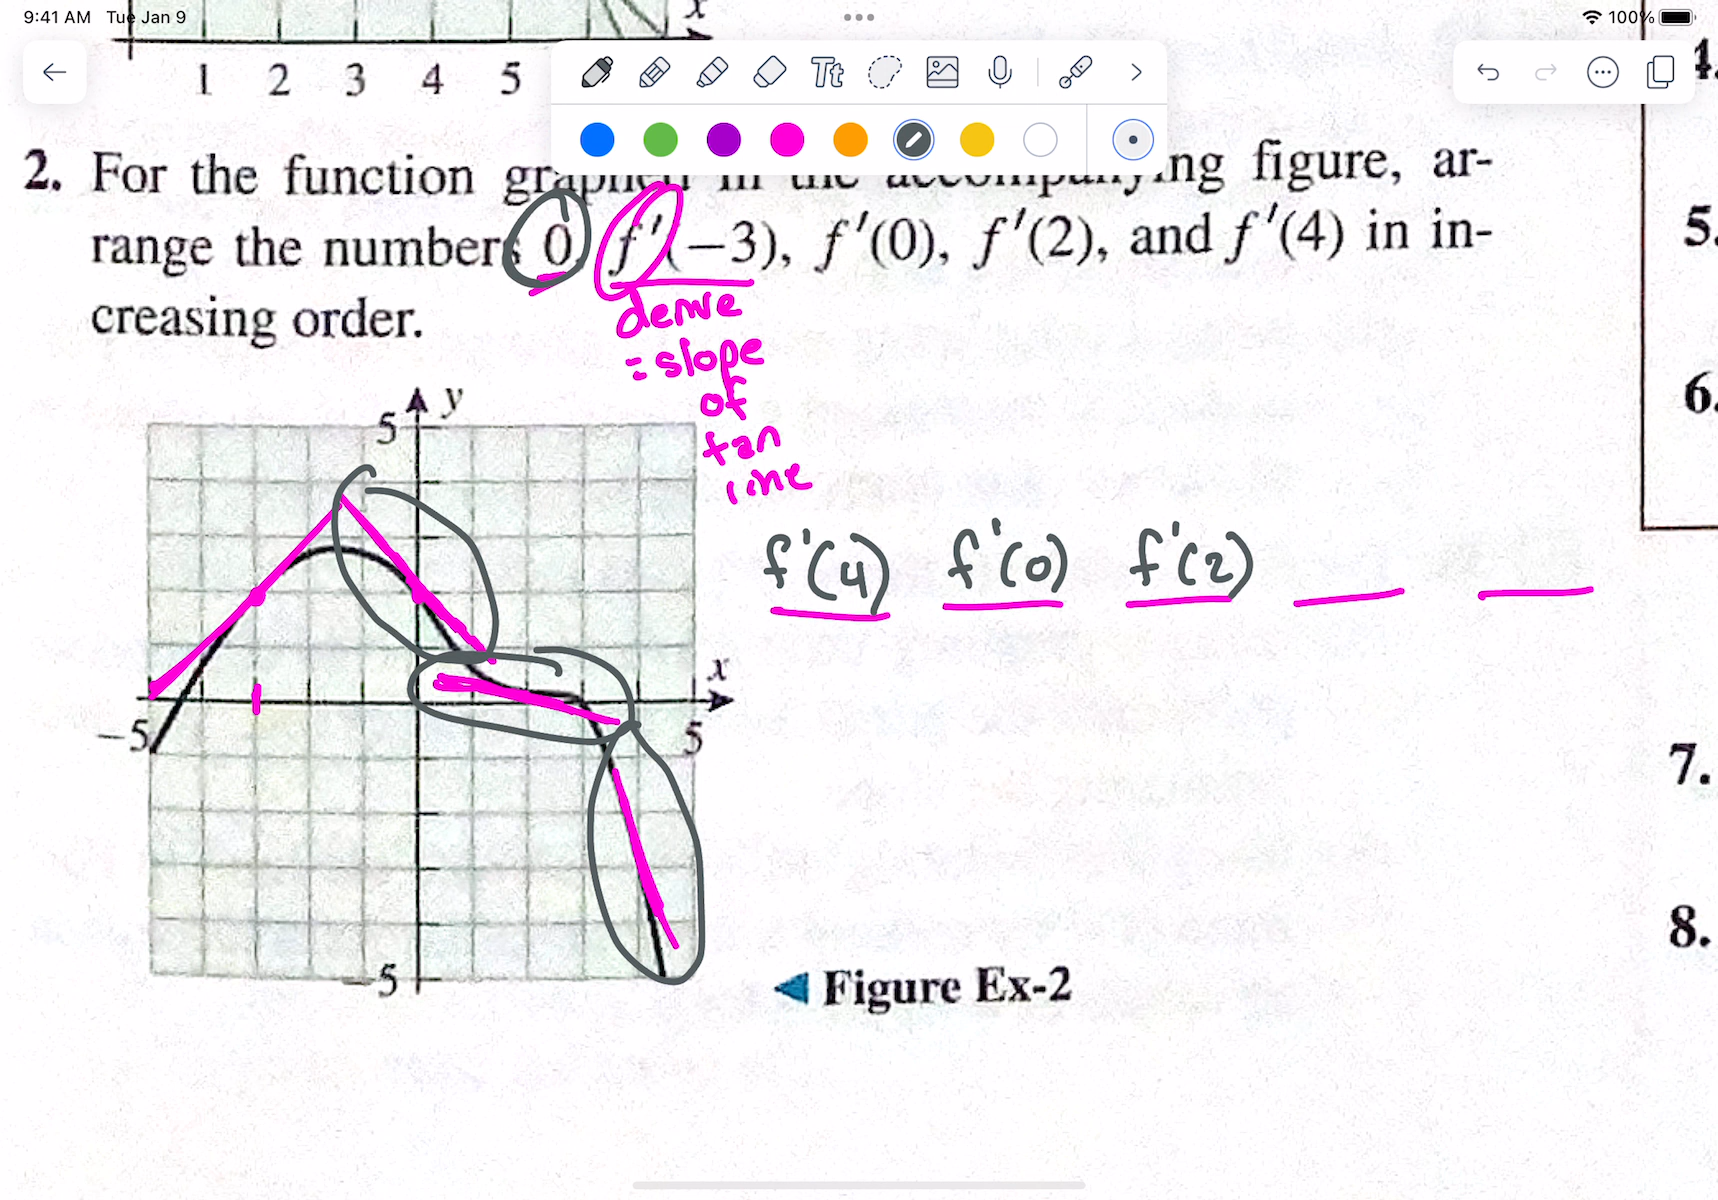 9:41 AM Tue Jan 9
100%
x
1 2 3 4 5
Tt
4.
2. For the function graphed in the accompanying figure, ar-
range the numbers 0, f′(−3), f′(0), f′(2), and f′(4) in in-
creasing order.
5.
derive
= slope
of
tan
line
6.
y
5
f'(4) f'(0) f'(2)
x
−5
5
7.
8.
−5
Figure Ex-2